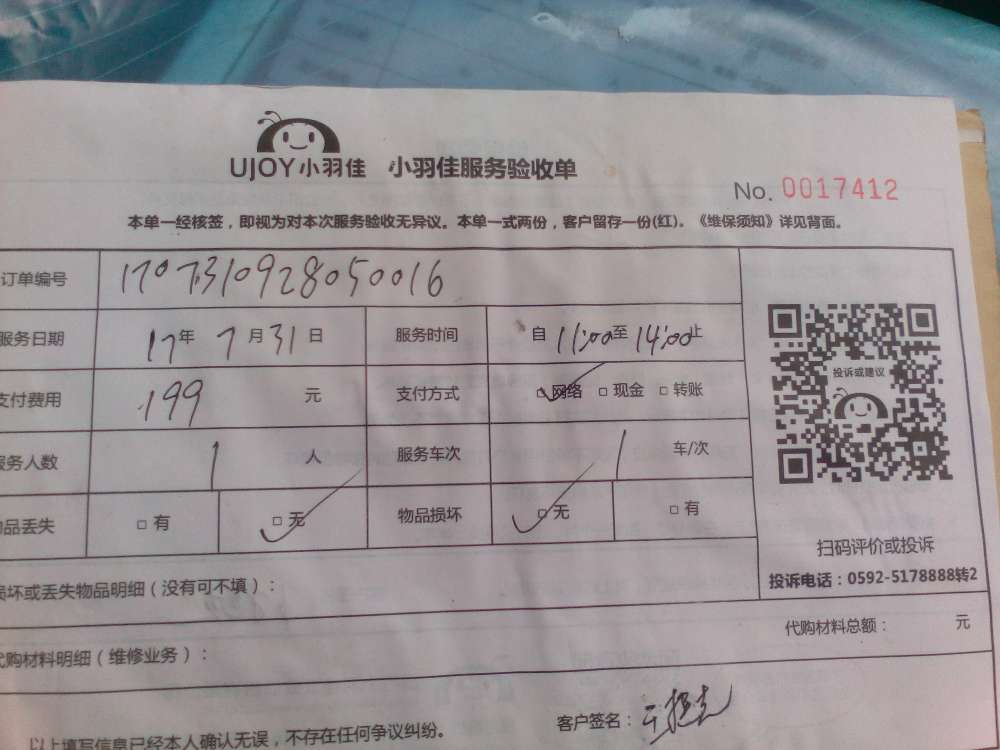 UJOY小羽佳 小羽佳服务验收单
No. 0017412
本单一经核签，即视为对本次服务验收无异议。本单一式两份，客户留存一份(红)。《维保须知》详见背面。
订单编号 1707310928050016
服务日期 17年 7月31日 服务时间 自 11:00至 14:00止
支付费用 199 元 支付方式 □网络 □现金 □转账
投诉或建议
服务人数 1 人 服务车次 1 车/次
物品丢失 □有 □无 物品损坏 □无 □有
扫码评价或投诉
投诉电话：0592-5178888转2
损坏或丢失物品明细（没有可不填）：
代购材料明细（维修业务）： 代购材料总额： 元
以上填写信息已经本人确认无误，不存在任何争议纠纷。 客户签名：